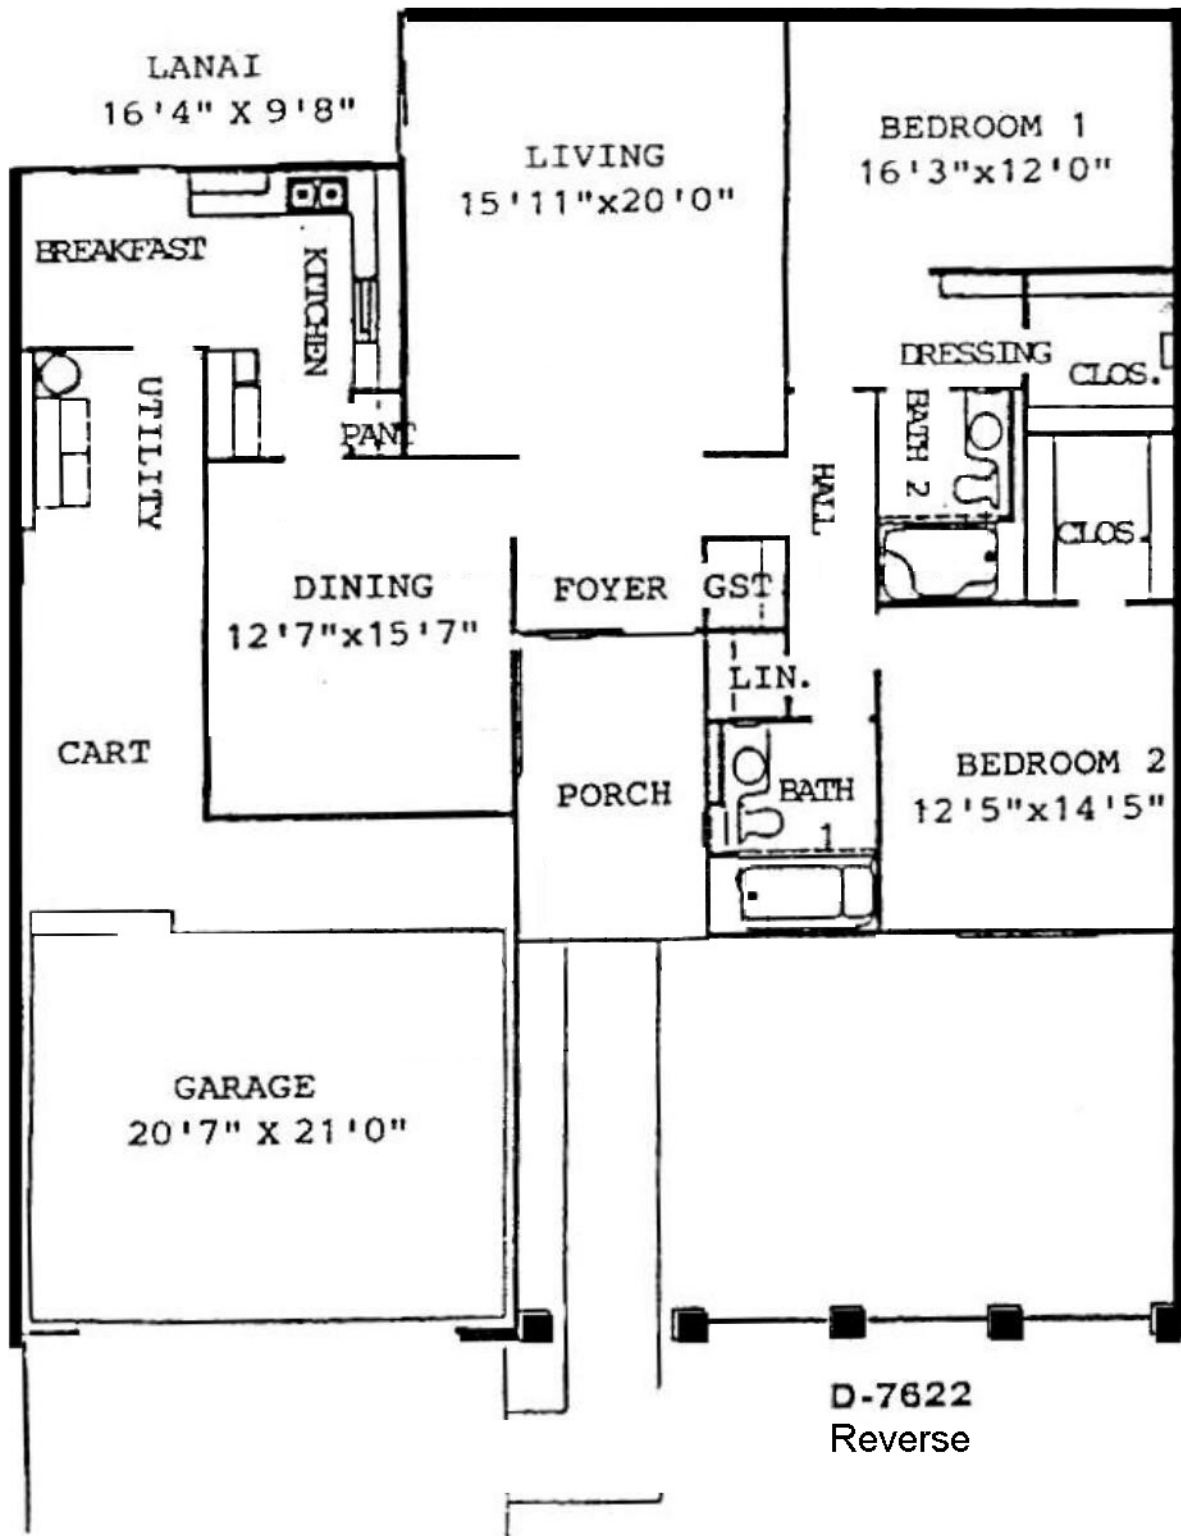 LANAI
16'4" X 9'8"
LIVING
15'11"x20'0"
BEDROOM 1
16'3"x12'0"
BREAKFAST
KITCHEN
DRESSING
CLOS.
UTILITY
PANT
BATH 2
HALL
CLOS.
DINING
12'7"x15'7"
FOYER
GST
LIN.
CART
PORCH
BATH
1
BEDROOM 2
12'5"x14'5"
GARAGE
20'7" X 21'0"
D-7622
Reverse